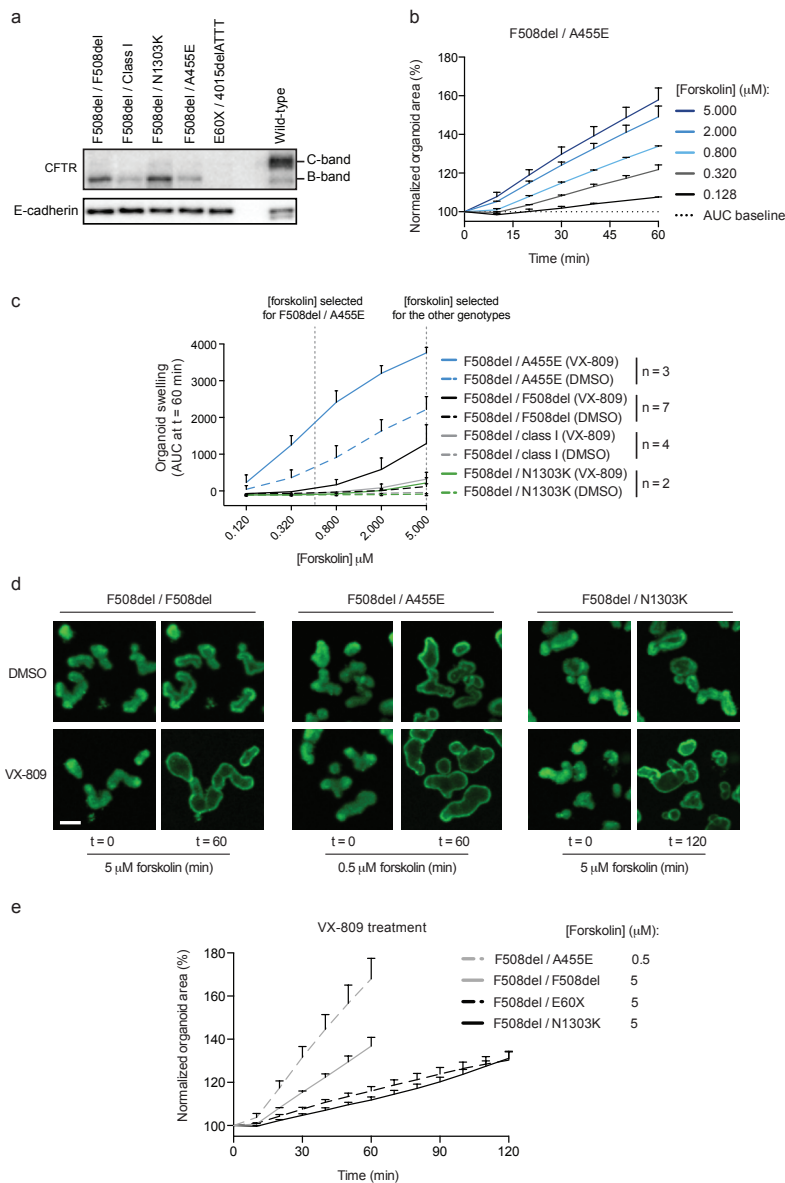 a
F508del / F508del
F508del / Class I
F508del / N1303K
F508del / A455E
E60X / 4015delATTT
Wild-type
CFTR
C-band
B-band
E-cadherin
b
F508del / A455E
Normalized organoid area (%)
180
160
140
120
100
0
15
30
45
60
Time (min)
[Forskolin] (μM):
5.000
2.000
0.800
0.320
0.128
AUC baseline
c
[forskolin] selected
for F508del / A455E
[forskolin] selected
for the other genotypes
Organoid swelling
(AUC at t = 60 min)
4000
3000
2000
1000
0
0.120
0.320
0.800
2.000
5.000
[Forskolin] μM
F508del / A455E (VX-809)
F508del / A455E (DMSO)
n = 3
F508del / F508del (VX-809)
F508del / F508del (DMSO)
n = 7
F508del / class I (VX-809)
F508del / class I (DMSO)
n = 4
F508del / N1303K (VX-809)
F508del / N1303K (DMSO)
n = 2
d
F508del / F508del
F508del / A455E
F508del / N1303K
DMSO
VX-809
t = 0
t = 60
t = 0
t = 60
t = 0
t = 120
5 μM forskolin (min)
0.5 μM forskolin (min)
5 μM forskolin (min)
e
VX-809 treatment
Normalized organoid area (%)
180
160
140
120
100
0
30
60
90
120
Time (min)
[Forskolin] (μM):
F508del / A455E 0.5
F508del / F508del 5
F508del / E60X 5
F508del / N1303K 5